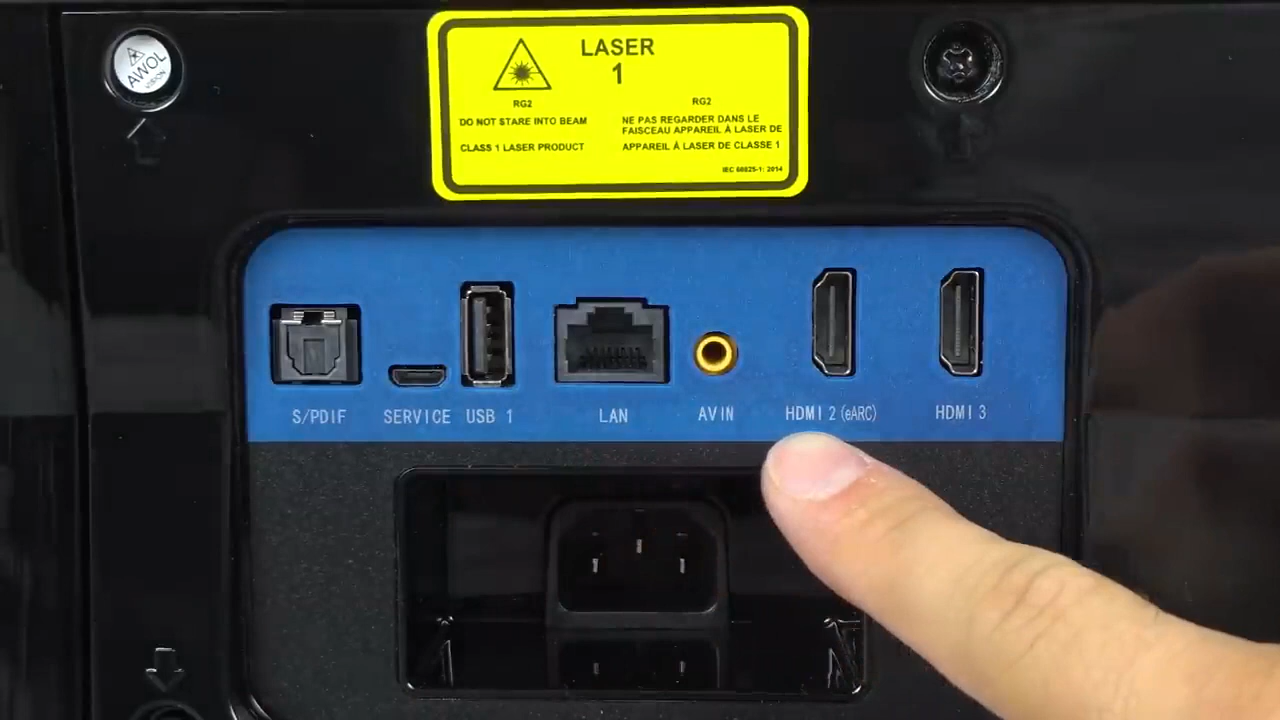 AWOL
VISION
LASER
1
RG2
DO NOT STARE INTO BEAM
CLASS 1 LASER PRODUCT
RG2
NE PAS REGARDER DANS LE
FAISCEAU APPAREIL À LASER DE
APPAREIL À LASER DE CLASSE 1
IEC 60825-1: 2014
S/PDIF
SERVICE
USB 1
LAN
AV IN
HDMI 2 (eARC)
HDMI 3